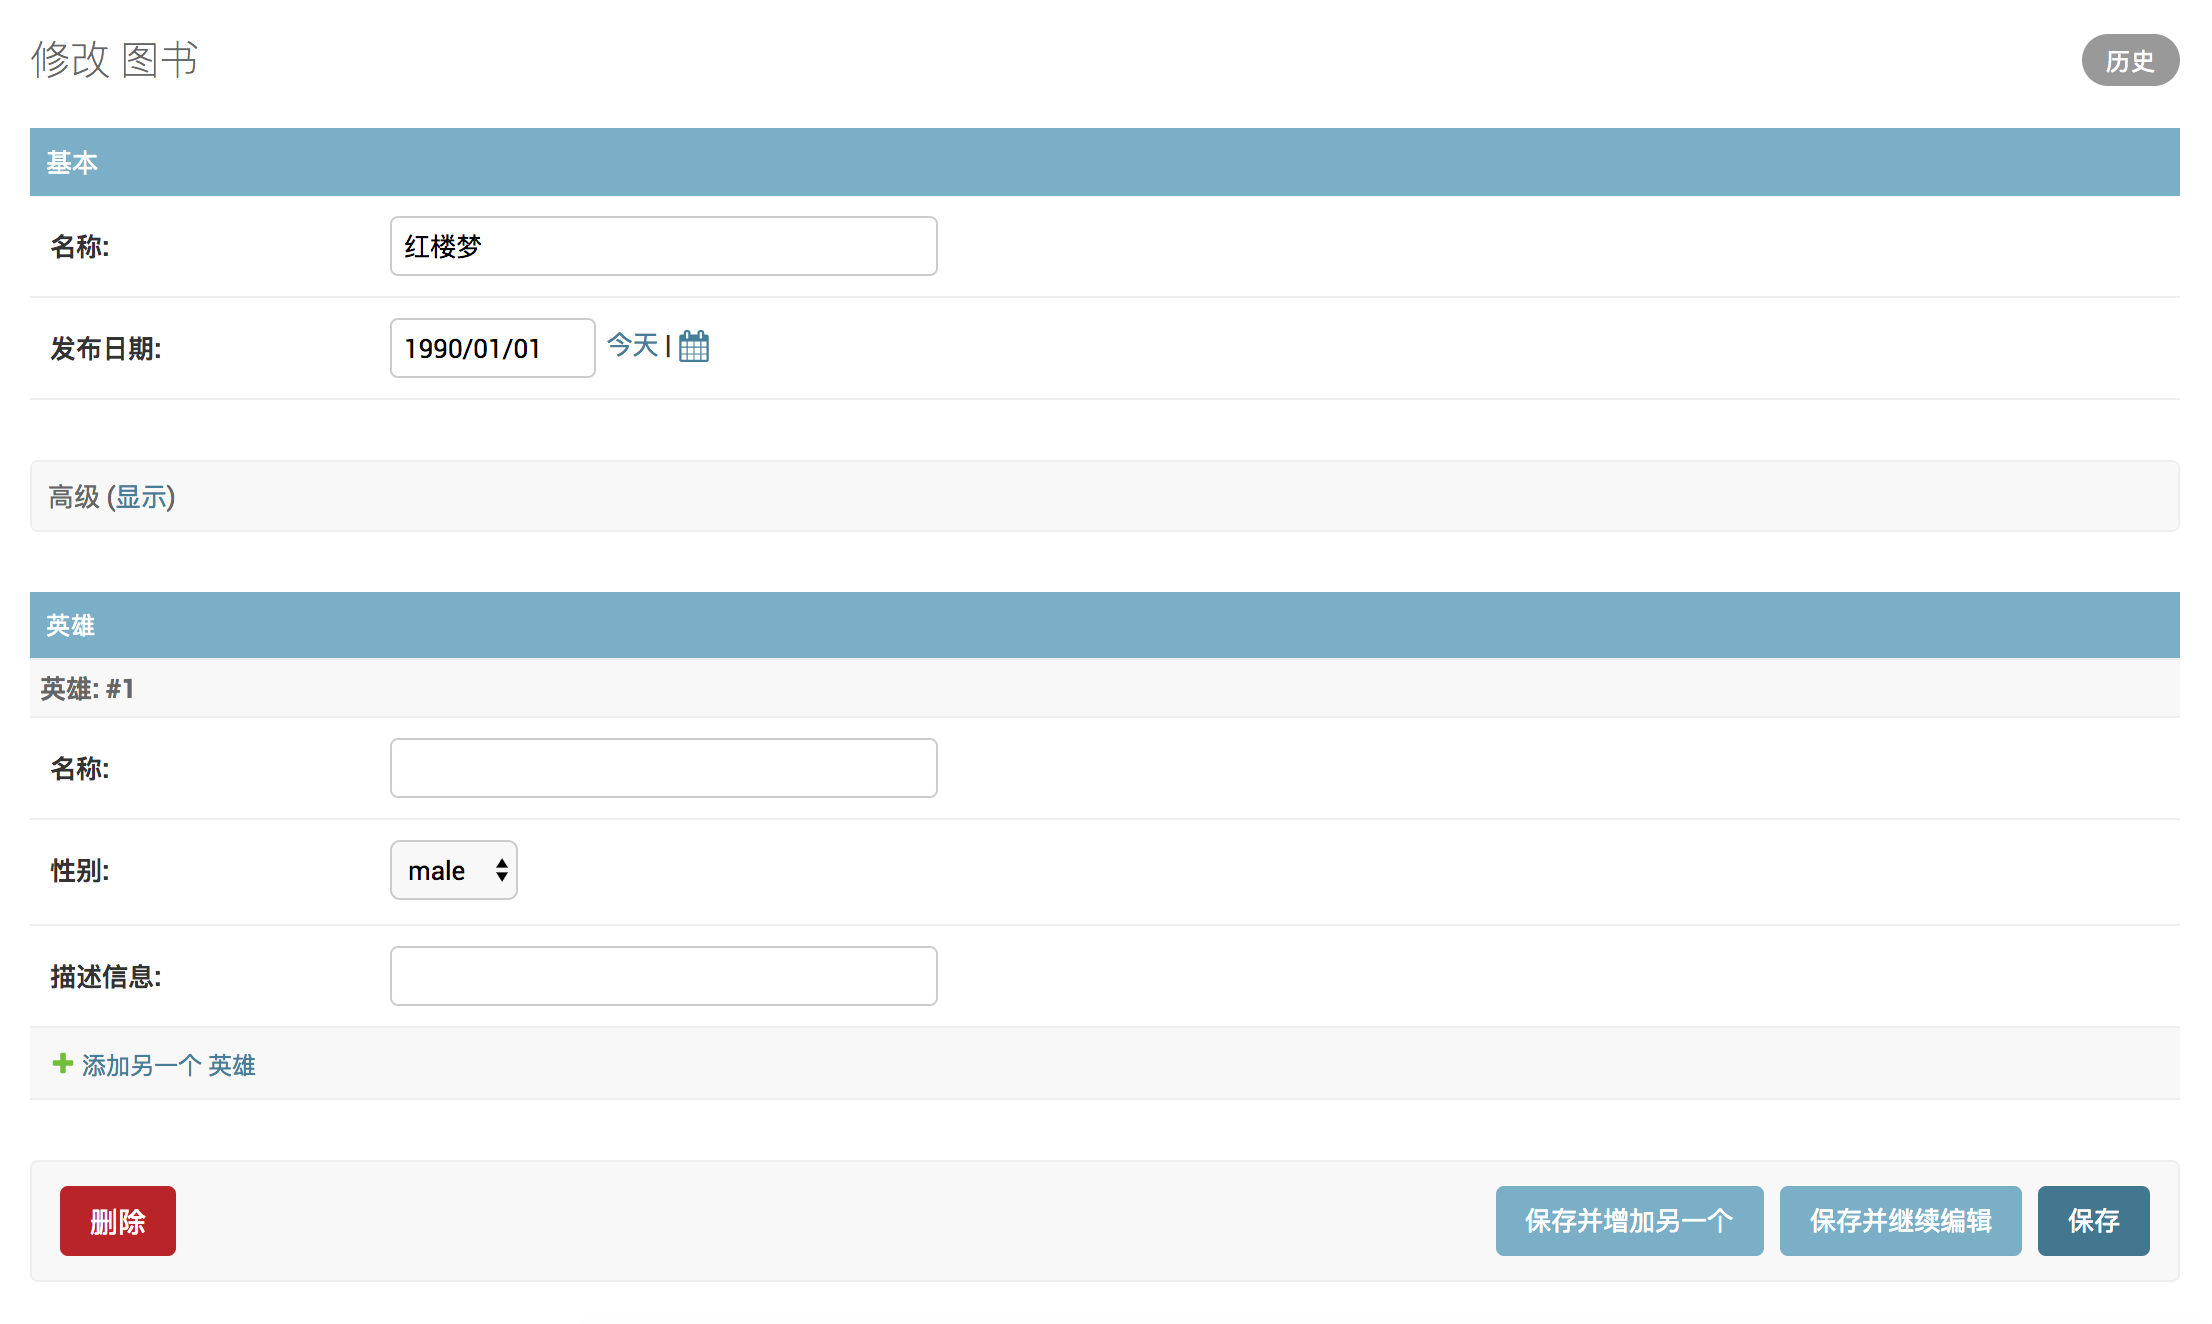 修改 图书
历史
基本
名称: 红楼梦
发布日期: 1990/01/01 今天 |
高级 (显示)
英雄
英雄: #1
名称:
性别: male
描述信息:
添加另一个 英雄
删除 保存并增加另一个 保存并继续编辑 保存